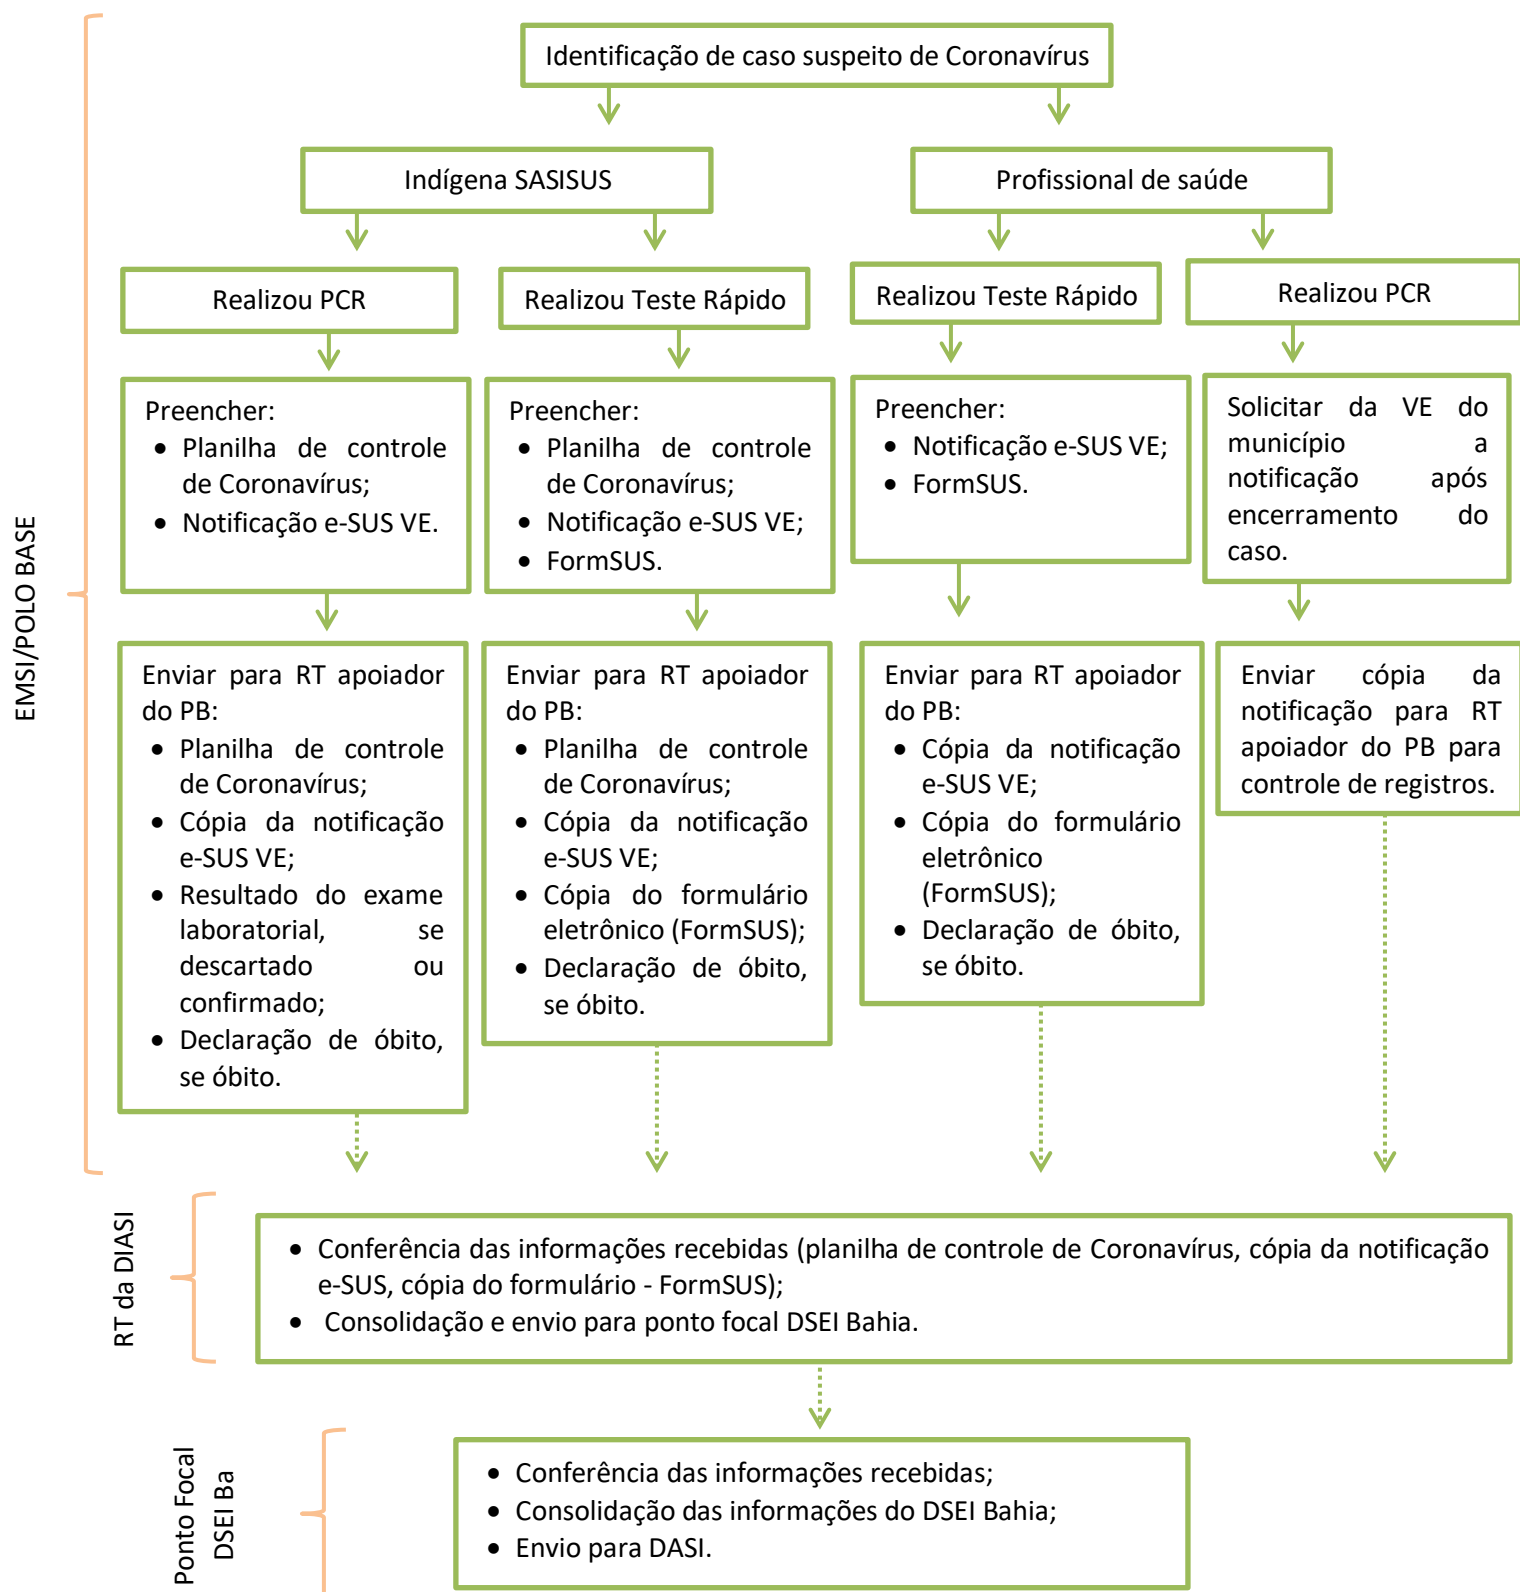 Identificação de caso suspeito de Coronavírus
Indígena SASISUS
Profissional de saúde
Realizou PCR
Realizou Teste Rápido
Realizou Teste Rápido
Realizou PCR
Preencher:
• Planilha de controle
de Coronavírus;
• Notificação e-SUS VE.
Preencher:
• Planilha de controle
de Coronavírus;
• Notificação e-SUS VE;
• FormSUS.
Preencher:
• Notificação e-SUS VE;
• FormSUS.
Solicitar da VE do
município a
notificação após
encerramento do
caso.
EMSI/POLO BASE
Enviar para RT apoiador
do PB:
• Planilha de controle
de Coronavírus;
• Cópia da notificação
e-SUS VE;
• Resultado do exame
laboratorial, se
descartado ou
confirmado;
• Declaração de óbito,
se óbito.
Enviar para RT apoiador
do PB:
• Planilha de controle
de Coronavírus;
• Cópia da notificação
e-SUS VE;
• Cópia do formulário
eletrônico (FormSUS);
• Declaração de óbito,
se óbito.
Enviar para RT apoiador
do PB:
• Cópia da notificação
e-SUS VE;
• Cópia do formulário
eletrônico
(FormSUS);
• Declaração de óbito,
se óbito.
Enviar cópia da
notificação para RT
apoiador do PB para
controle de registros.
RT da DIASI
• Conferência das informações recebidas (planilha de controle de Coronavírus, cópia da notificação
e-SUS, cópia do formulário - FormSUS);
• Consolidação e envio para ponto focal DSEI Bahia.
Ponto Focal
DSEI Ba
• Conferência das informações recebidas;
• Consolidação das informações do DSEI Bahia;
• Envio para DASI.